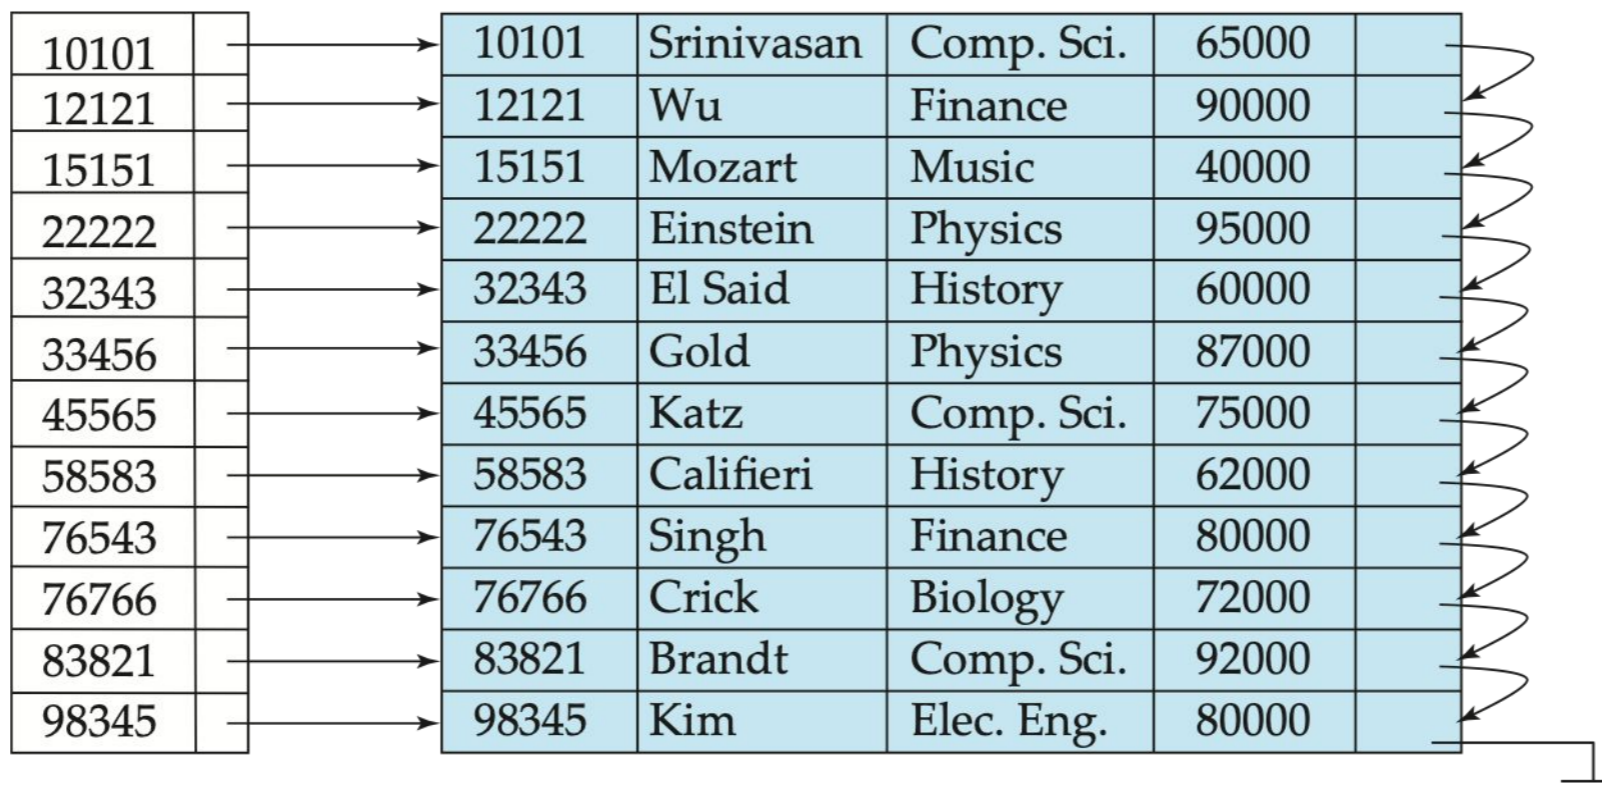 10101 10101 Srinivasan Comp. Sci. 65000
12121 12121 Wu Finance 90000
15151 15151 Mozart Music 40000
22222 22222 Einstein Physics 95000
32343 32343 El Said History 60000
33456 33456 Gold Physics 87000
45565 45565 Katz Comp. Sci. 75000
58583 58583 Califieri History 62000
76543 76543 Singh Finance 80000
76766 76766 Crick Biology 72000
83821 83821 Brandt Comp. Sci. 92000
98345 98345 Kim Elec. Eng. 80000